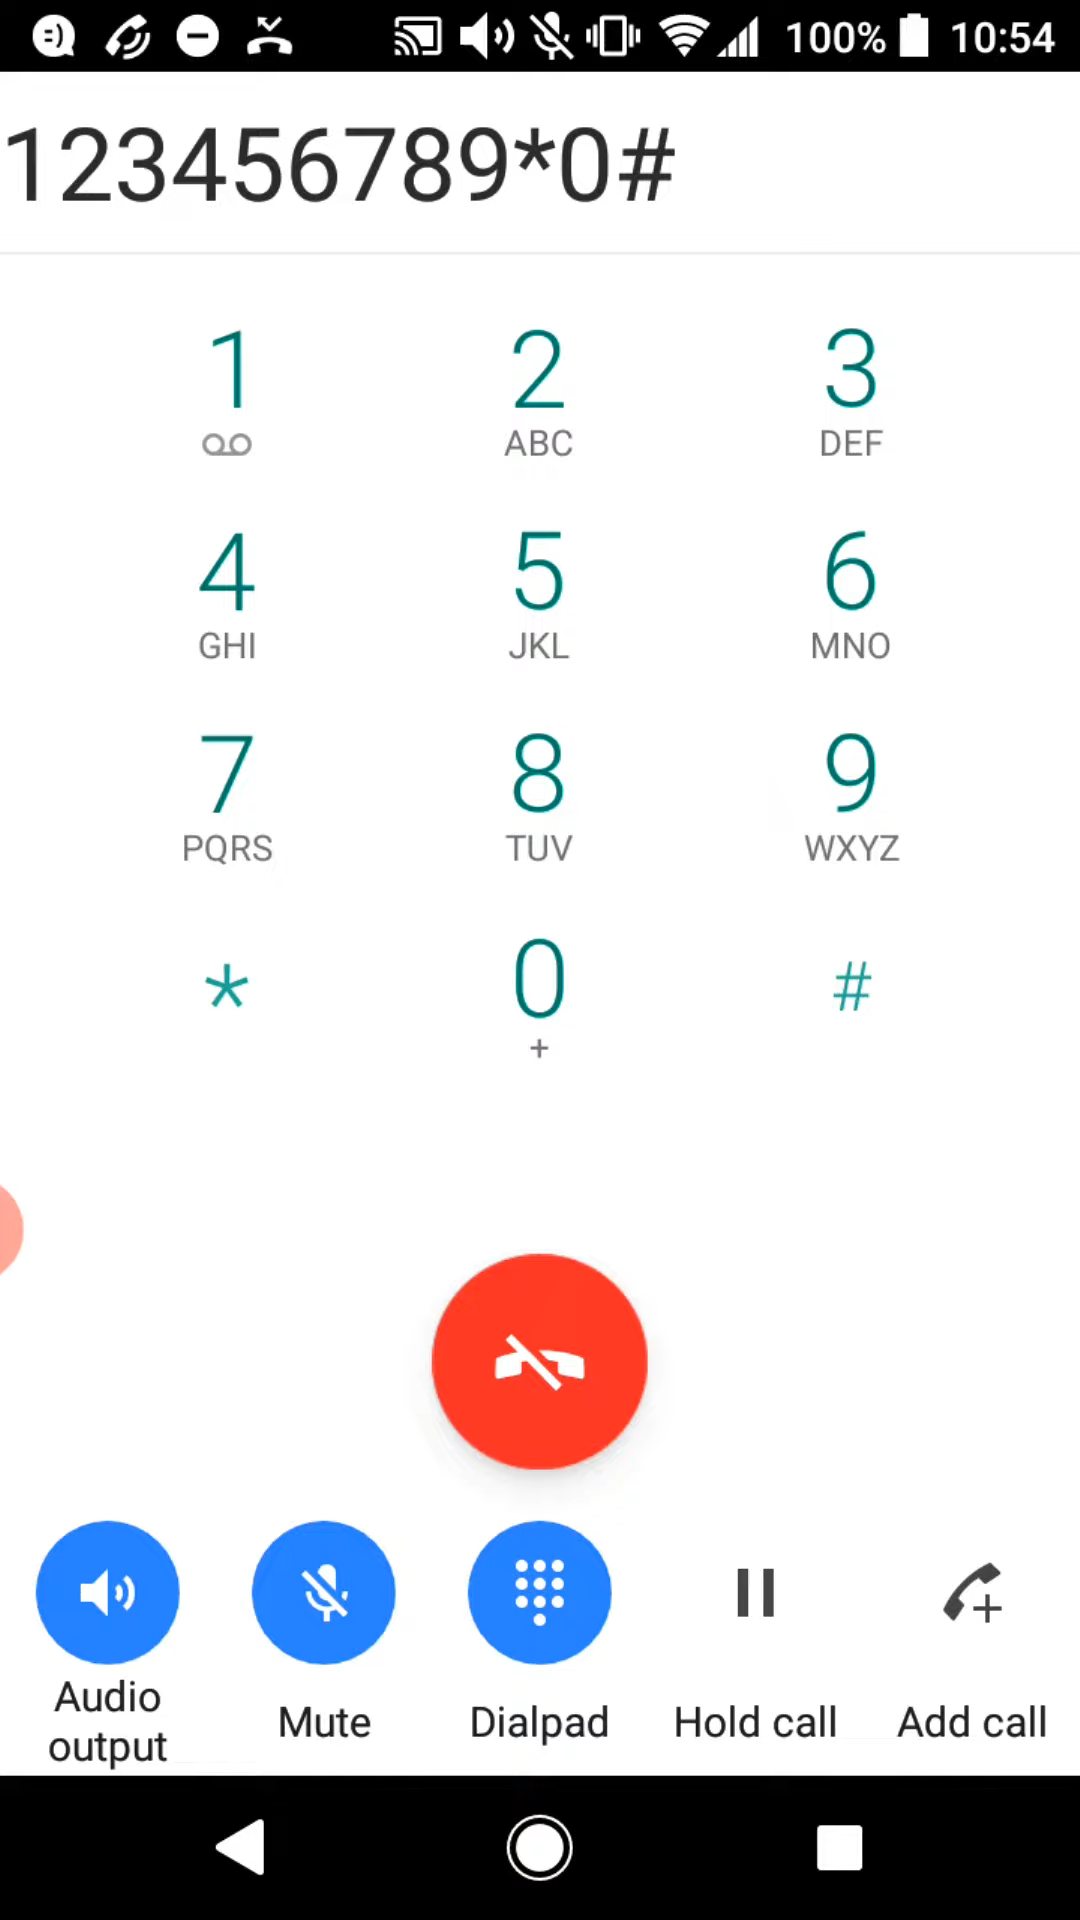 100% 10:54
123456789*0#
1 2 3
ABC DEF
4 5 6
GHI JKL MNO
7 8 9
PQRS TUV WXYZ
* 0 #
+
Audio output Mute Dialpad Hold call Add call